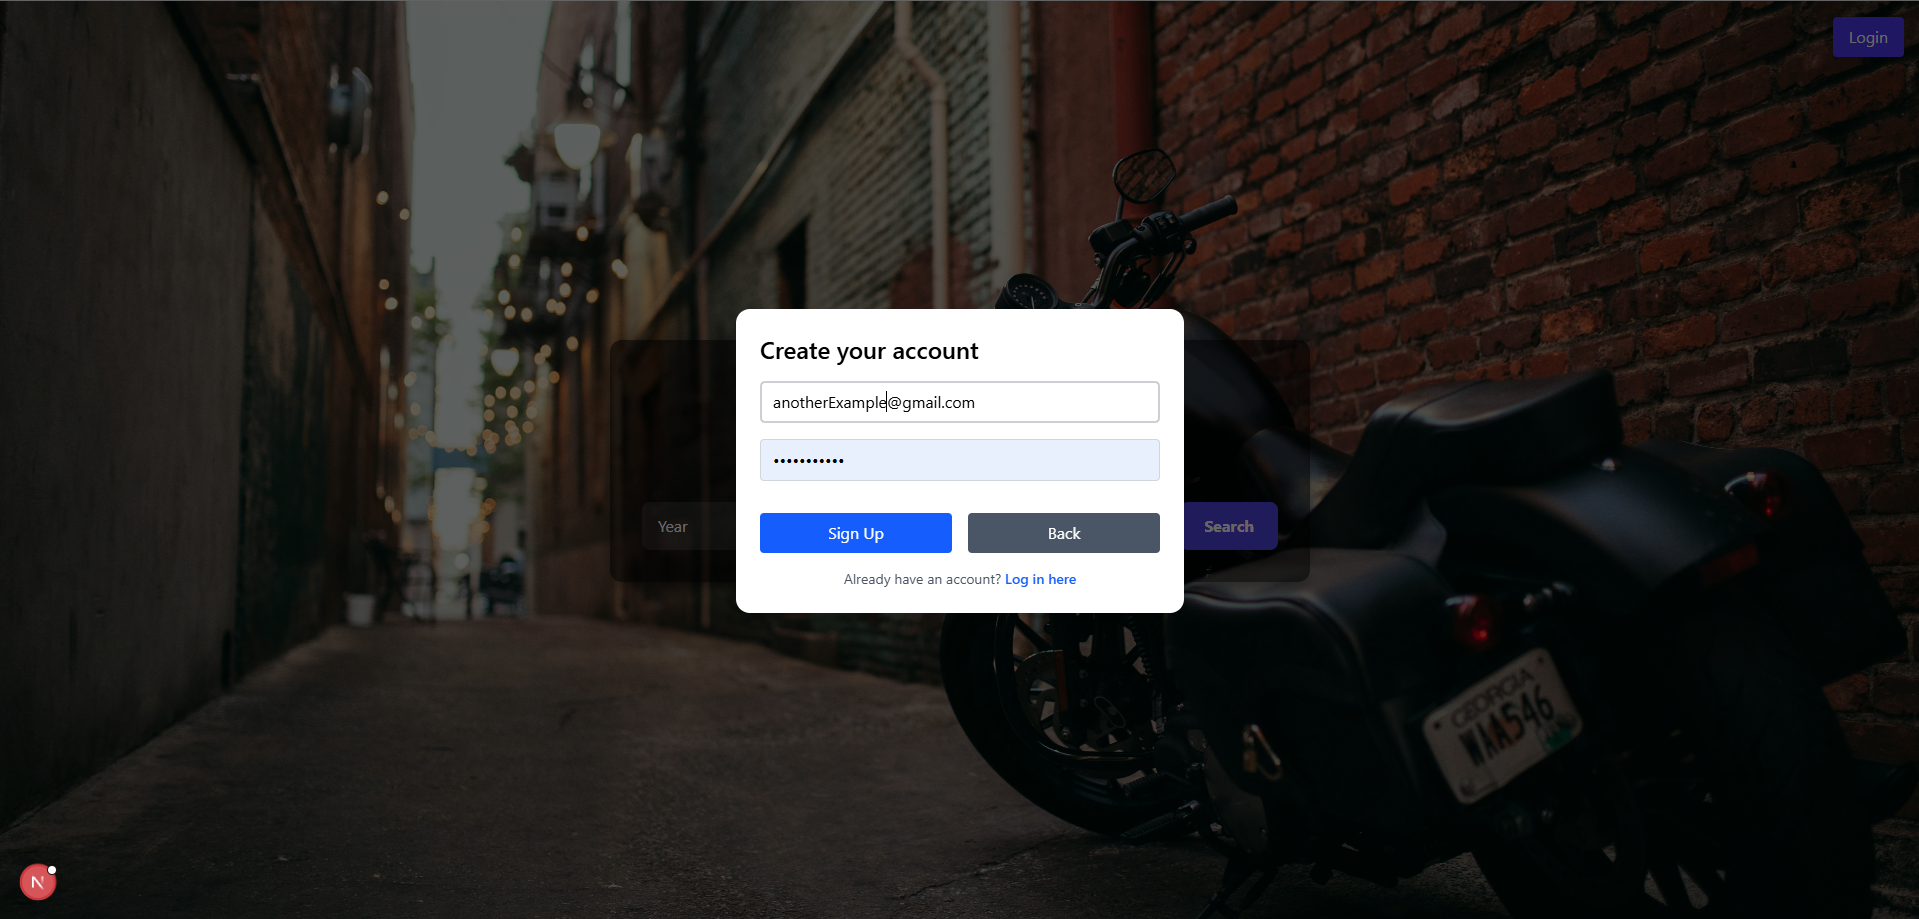 Login
Create your account
anotherExample@gmail.com
•••••••••••
Year
Search
Sign Up
Back
Already have an account? Log in here
GEORGIA
WAA546
N